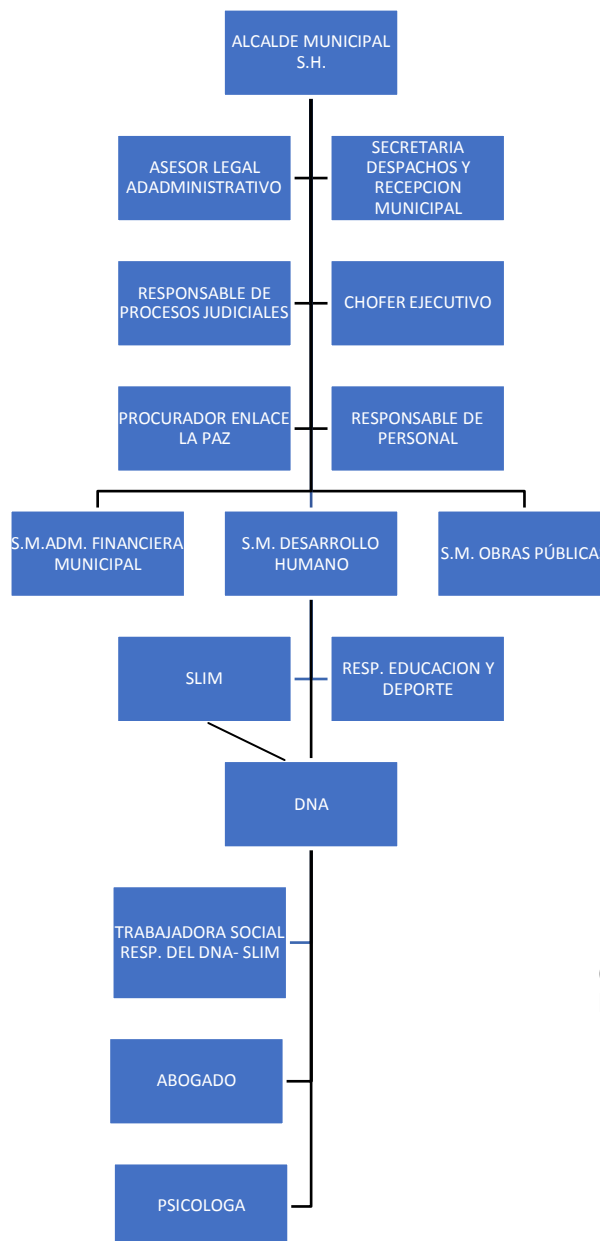 ALCALDE MUNICIPAL
S.H.
ASESOR LEGAL
ADADMINISTRATIVO
SECRETARIA
DESPACHOS Y
RECEPCION
MUNICIPAL
RESPONSABLE DE
PROCESOS JUDICIALES
CHOFER EJECUTIVO
PROCURADOR ENLACE
LA PAZ
RESPONSABLE DE
PERSONAL
S.M.ADM. FINANCIERA
MUNICIPAL
S.M. DESARROLLO
HUMANO
S.M. OBRAS PÚBLICA
SLIM
RESP. EDUCACION Y
DEPORTE
DNA
TRABAJADORA SOCIAL
RESP. DEL DNA- SLIM
ABOGADO
PSICOLOGA